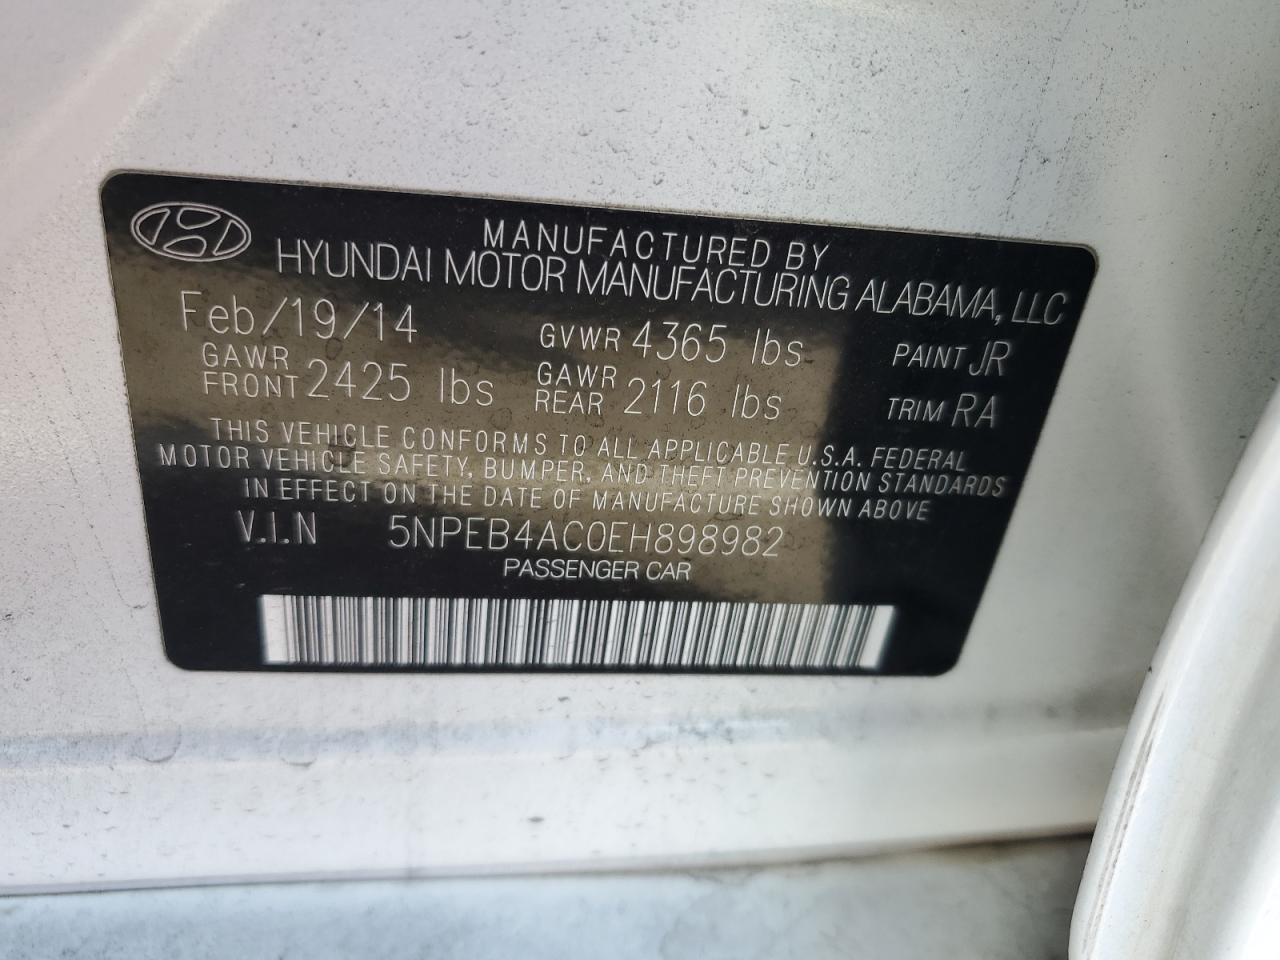 MANUFACTURED BY
HYUNDAI MOTOR MANUFACTURING ALABAMA, LLC
Feb/19/14 GVWR 4365 lbs PAINT JR
GAWR FRONT 2425 lbs GAWR REAR 2116 lbs TRIM RA
THIS VEHICLE CONFORMS TO ALL APPLICABLE U.S.A. FEDERAL
MOTOR VEHICLE SAFETY, BUMPER, AND THEFT PREVENTION STANDARDS
IN EFFECT ON THE DATE OF MANUFACTURE SHOWN ABOVE
V.I.N 5NPEB4AC0EH898982
PASSENGER CAR